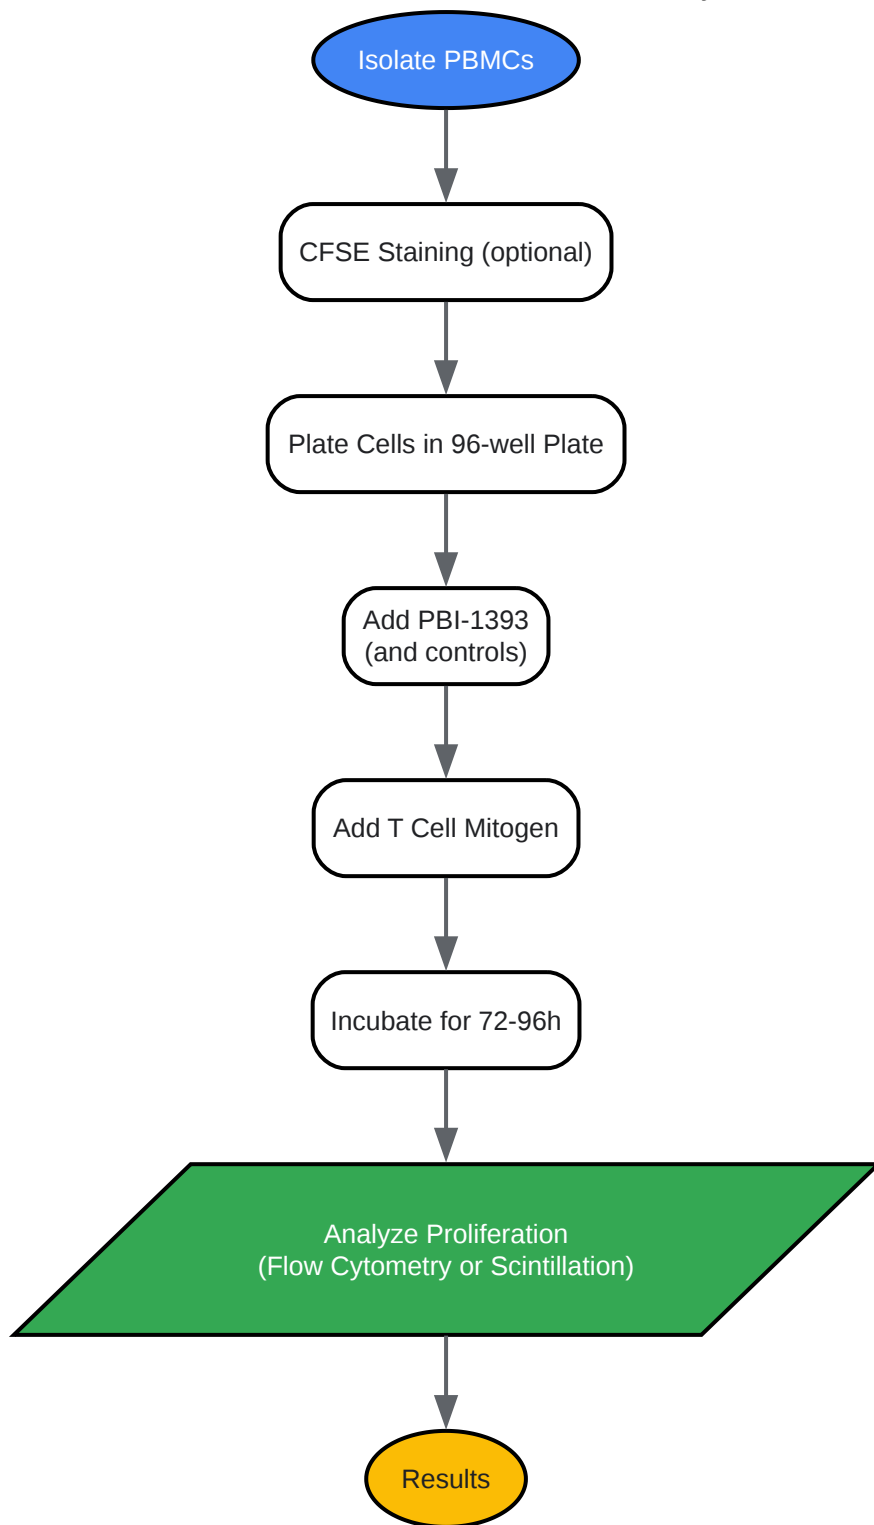 Isolate PBMCs
CFSE Staining (optional)
Plate Cells in 96-well Plate
Add PBI-1393
(and controls)
Add T Cell Mitogen
Incubate for 72-96h
Analyze Proliferation
(Flow Cytometry or Scintillation)
Results